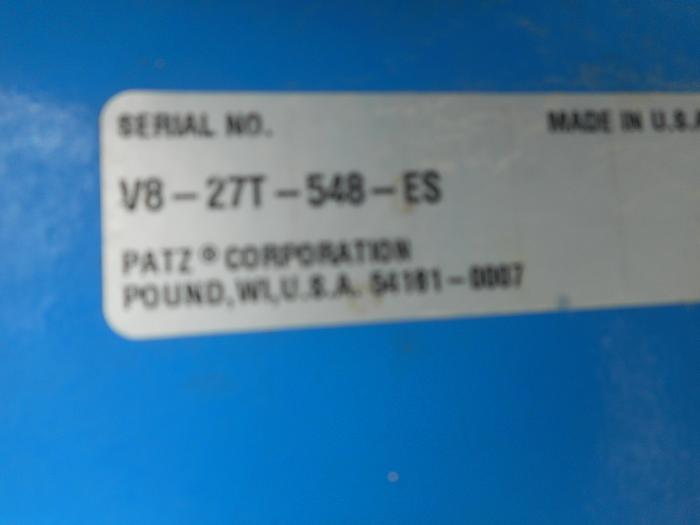 SERIAL NO. MADE IN U.S.A
V8-27T-548-ES
PATZ ® CORPORATION
POUND, WI, U.S.A. 54161-0007